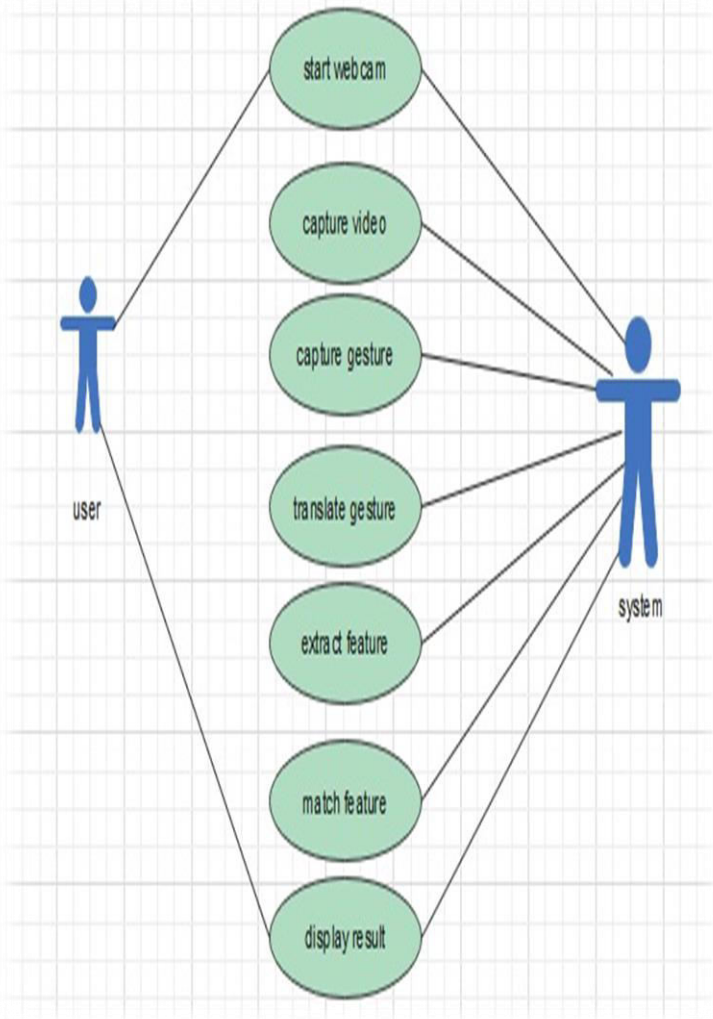 start webcam
capture video
capture gesture
user
translate gesture
system
extract feature
match feature
display result